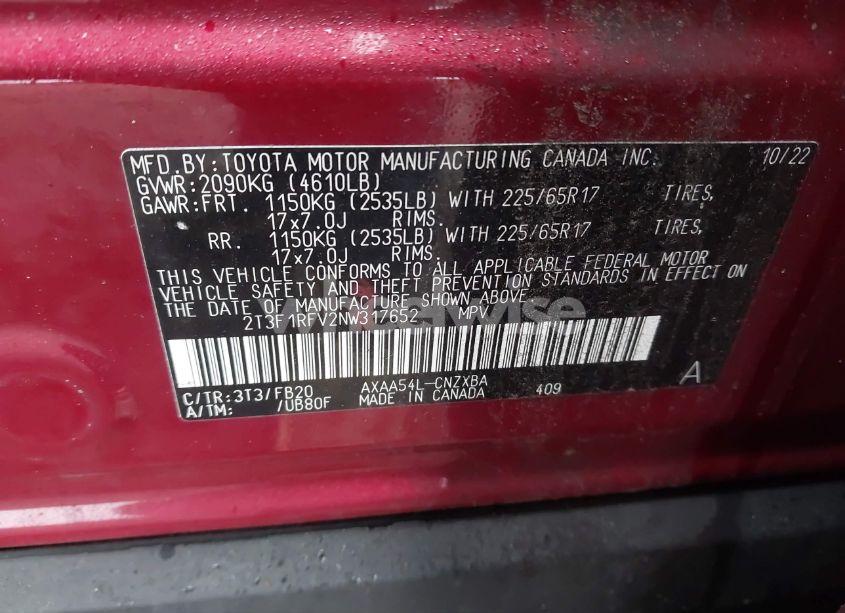 MFD.BY:TOYOTA MOTOR MANUFACTURING CANADA INC. 10/22
GVWR:2090KG (4610LB)
GAWR:FRT. 1150KG (2535LB) WITH 225/65R17 TIRES,
17x7.0J RIMS.
RR. 1150KG (2535LB) WITH 225/65R17 TIRES,
17x7.0J RIMS.
THIS VEHICLE CONFORMS TO ALL APPLICABLE FEDERAL MOTOR
VEHICLE SAFETY AND THEFT PREVENTION STANDARDS IN EFFECT ON
THE DATE OF MANUFACTURE SHOWN ABOVE.
2T3F1RFV2NW317652 MPV
C/TR:3T3/FB20 AXAA54L-CNZXBA 409 A
A/TM: /UB80F MADE IN CANADA